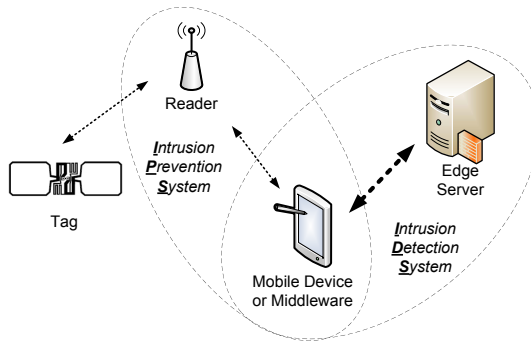 Reader
Intrusion
Prevention
System
Tag
Edge
Server
Intrusion
Detection
System
Mobile Device
or Middleware